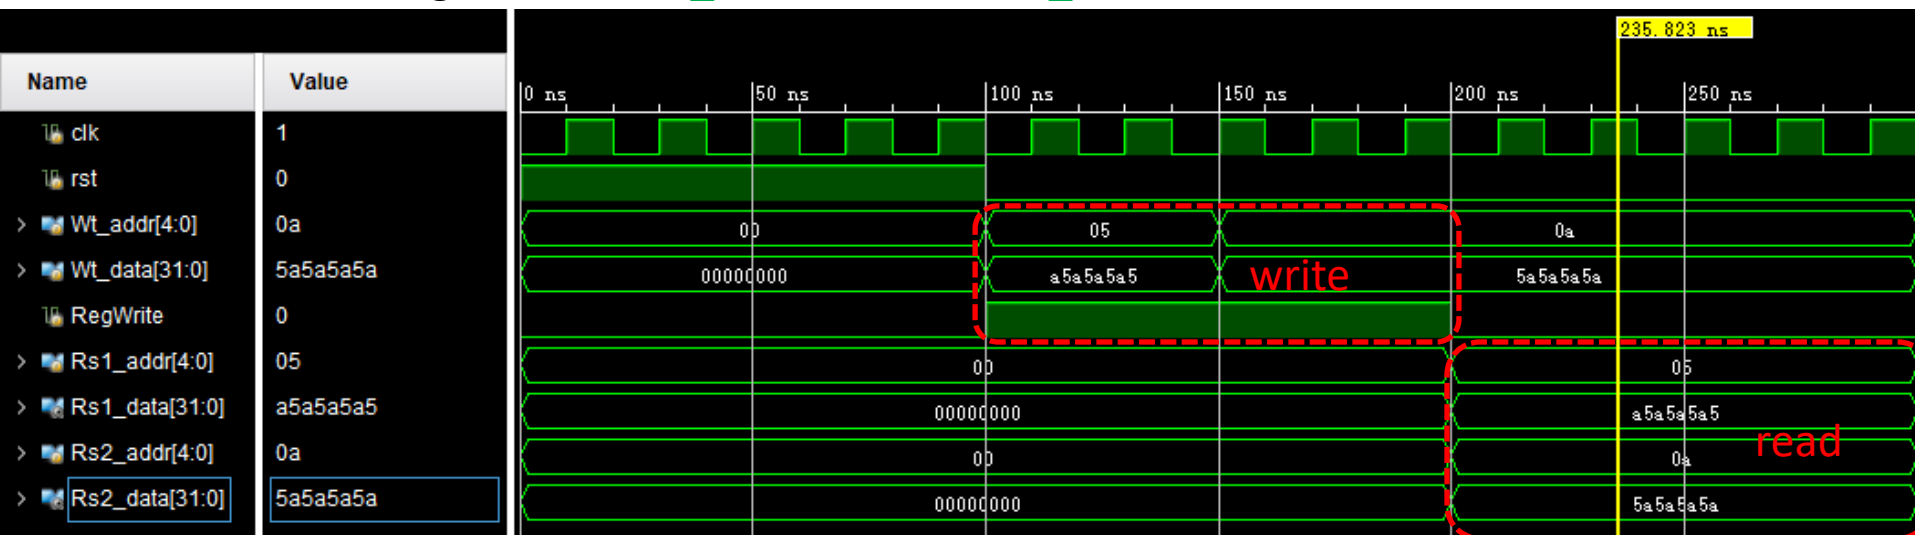 235.823 ns
Name Value
0 ns 50 ns 100 ns 150 ns 200 ns 250 ns
clk 1
rst 0
Wt_addr[4:0] 0a 00 05 0a
Wt_data[31:0] 5a5a5a5a 00000000 a5a5a5a5 write 5a5a5a5a
RegWrite 0
Rs1_addr[4:0] 05 00 05
Rs1_data[31:0] a5a5a5a5 00000000 a5a5a5a5
read
Rs2_addr[4:0] 0a 00 0a
Rs2_data[31:0] 5a5a5a5a 00000000 5a5a5a5a